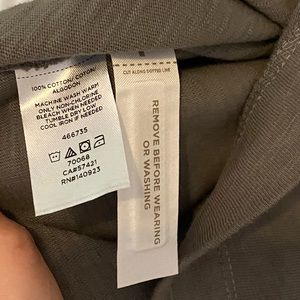 100% COTTON/ COTON/
ALGODON
MACHINE WASH WARM
ONLY NON-CHLORINE
BLEACH WHEN NEEDED
TUMBLE DRY LOW
COOL IRON IF NEEDED
466735
70068
CA#57421
RN#140923
CUT ALONG DOTTED LINE
REMOVE BEFORE WEARING
OR WASHING